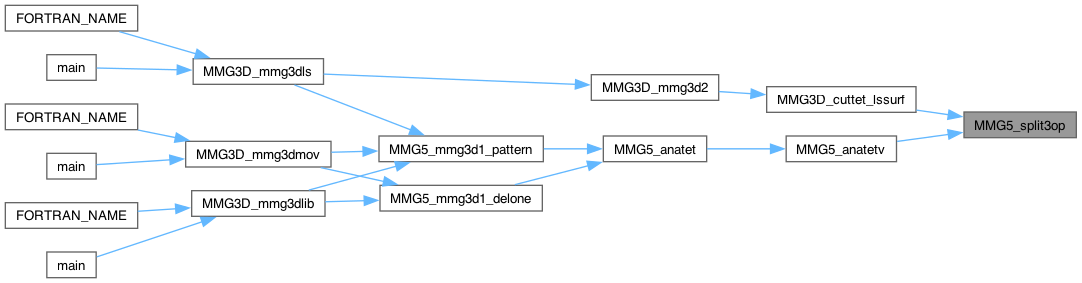 FORTRAN_NAME
main
MMG3D_mmg3dls
MMG3D_mmg3d2
MMG3D_cuttet_lssurf
FORTRAN_NAME
MMG5_split3op
MMG3D_mmg3dmov
MMG5_mmg3d1_pattern
MMG5_anatet
MMG5_anatetv
main
MMG3D_mmg3dlib
MMG5_mmg3d1_delone
FORTRAN_NAME
main